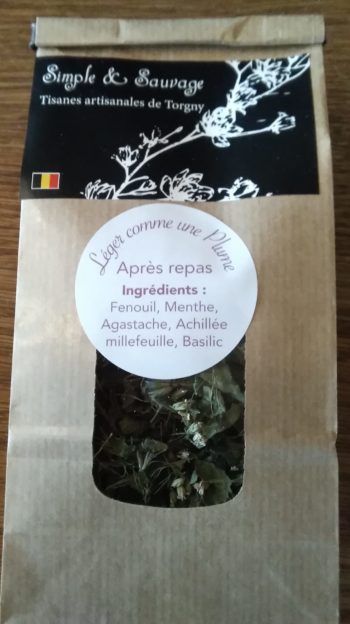 Simple & Sauvage
Tisanes artisanales de Torgny
Léger comme une Plume
Après repas
Ingrédients :
Fenouil, Menthe,
Agastache, Achillée
millefeuille, Basilic